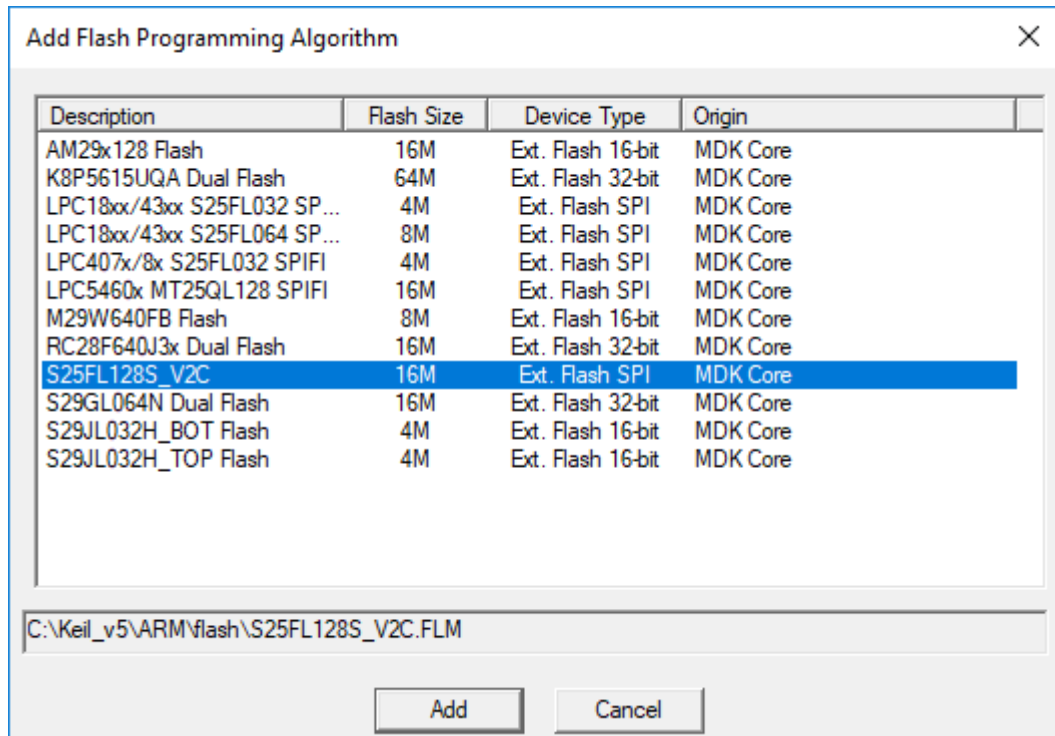 Add Flash Programming Algorithm
Description Flash Size Device Type Origin
AM29x128 Flash 16M Ext. Flash 16-bit MDK Core
K8P5615UQA Dual Flash 64M Ext. Flash 32-bit MDK Core
LPC18xx/43xx S25FL032 SP... 4M Ext. Flash SPI MDK Core
LPC18xx/43xx S25FL064 SP... 8M Ext. Flash SPI MDK Core
LPC407x/8x S25FL032 SPIFI 4M Ext. Flash SPI MDK Core
LPC5460x MT25QL128 SPIFI 16M Ext. Flash SPI MDK Core
M29W640FB Flash 8M Ext. Flash 16-bit MDK Core
RC28F640J3x Dual Flash 16M Ext. Flash 32-bit MDK Core
S25FL128S_V2C 16M Ext. Flash SPI MDK Core
S29GL064N Dual Flash 16M Ext. Flash 32-bit MDK Core
S29JL032H_BOT Flash 4M Ext. Flash 16-bit MDK Core
S29JL032H_TOP Flash 4M Ext. Flash 16-bit MDK Core
C:\Keil_v5\ARM\flash\S25FL128S_V2C.FLM
Add Cancel